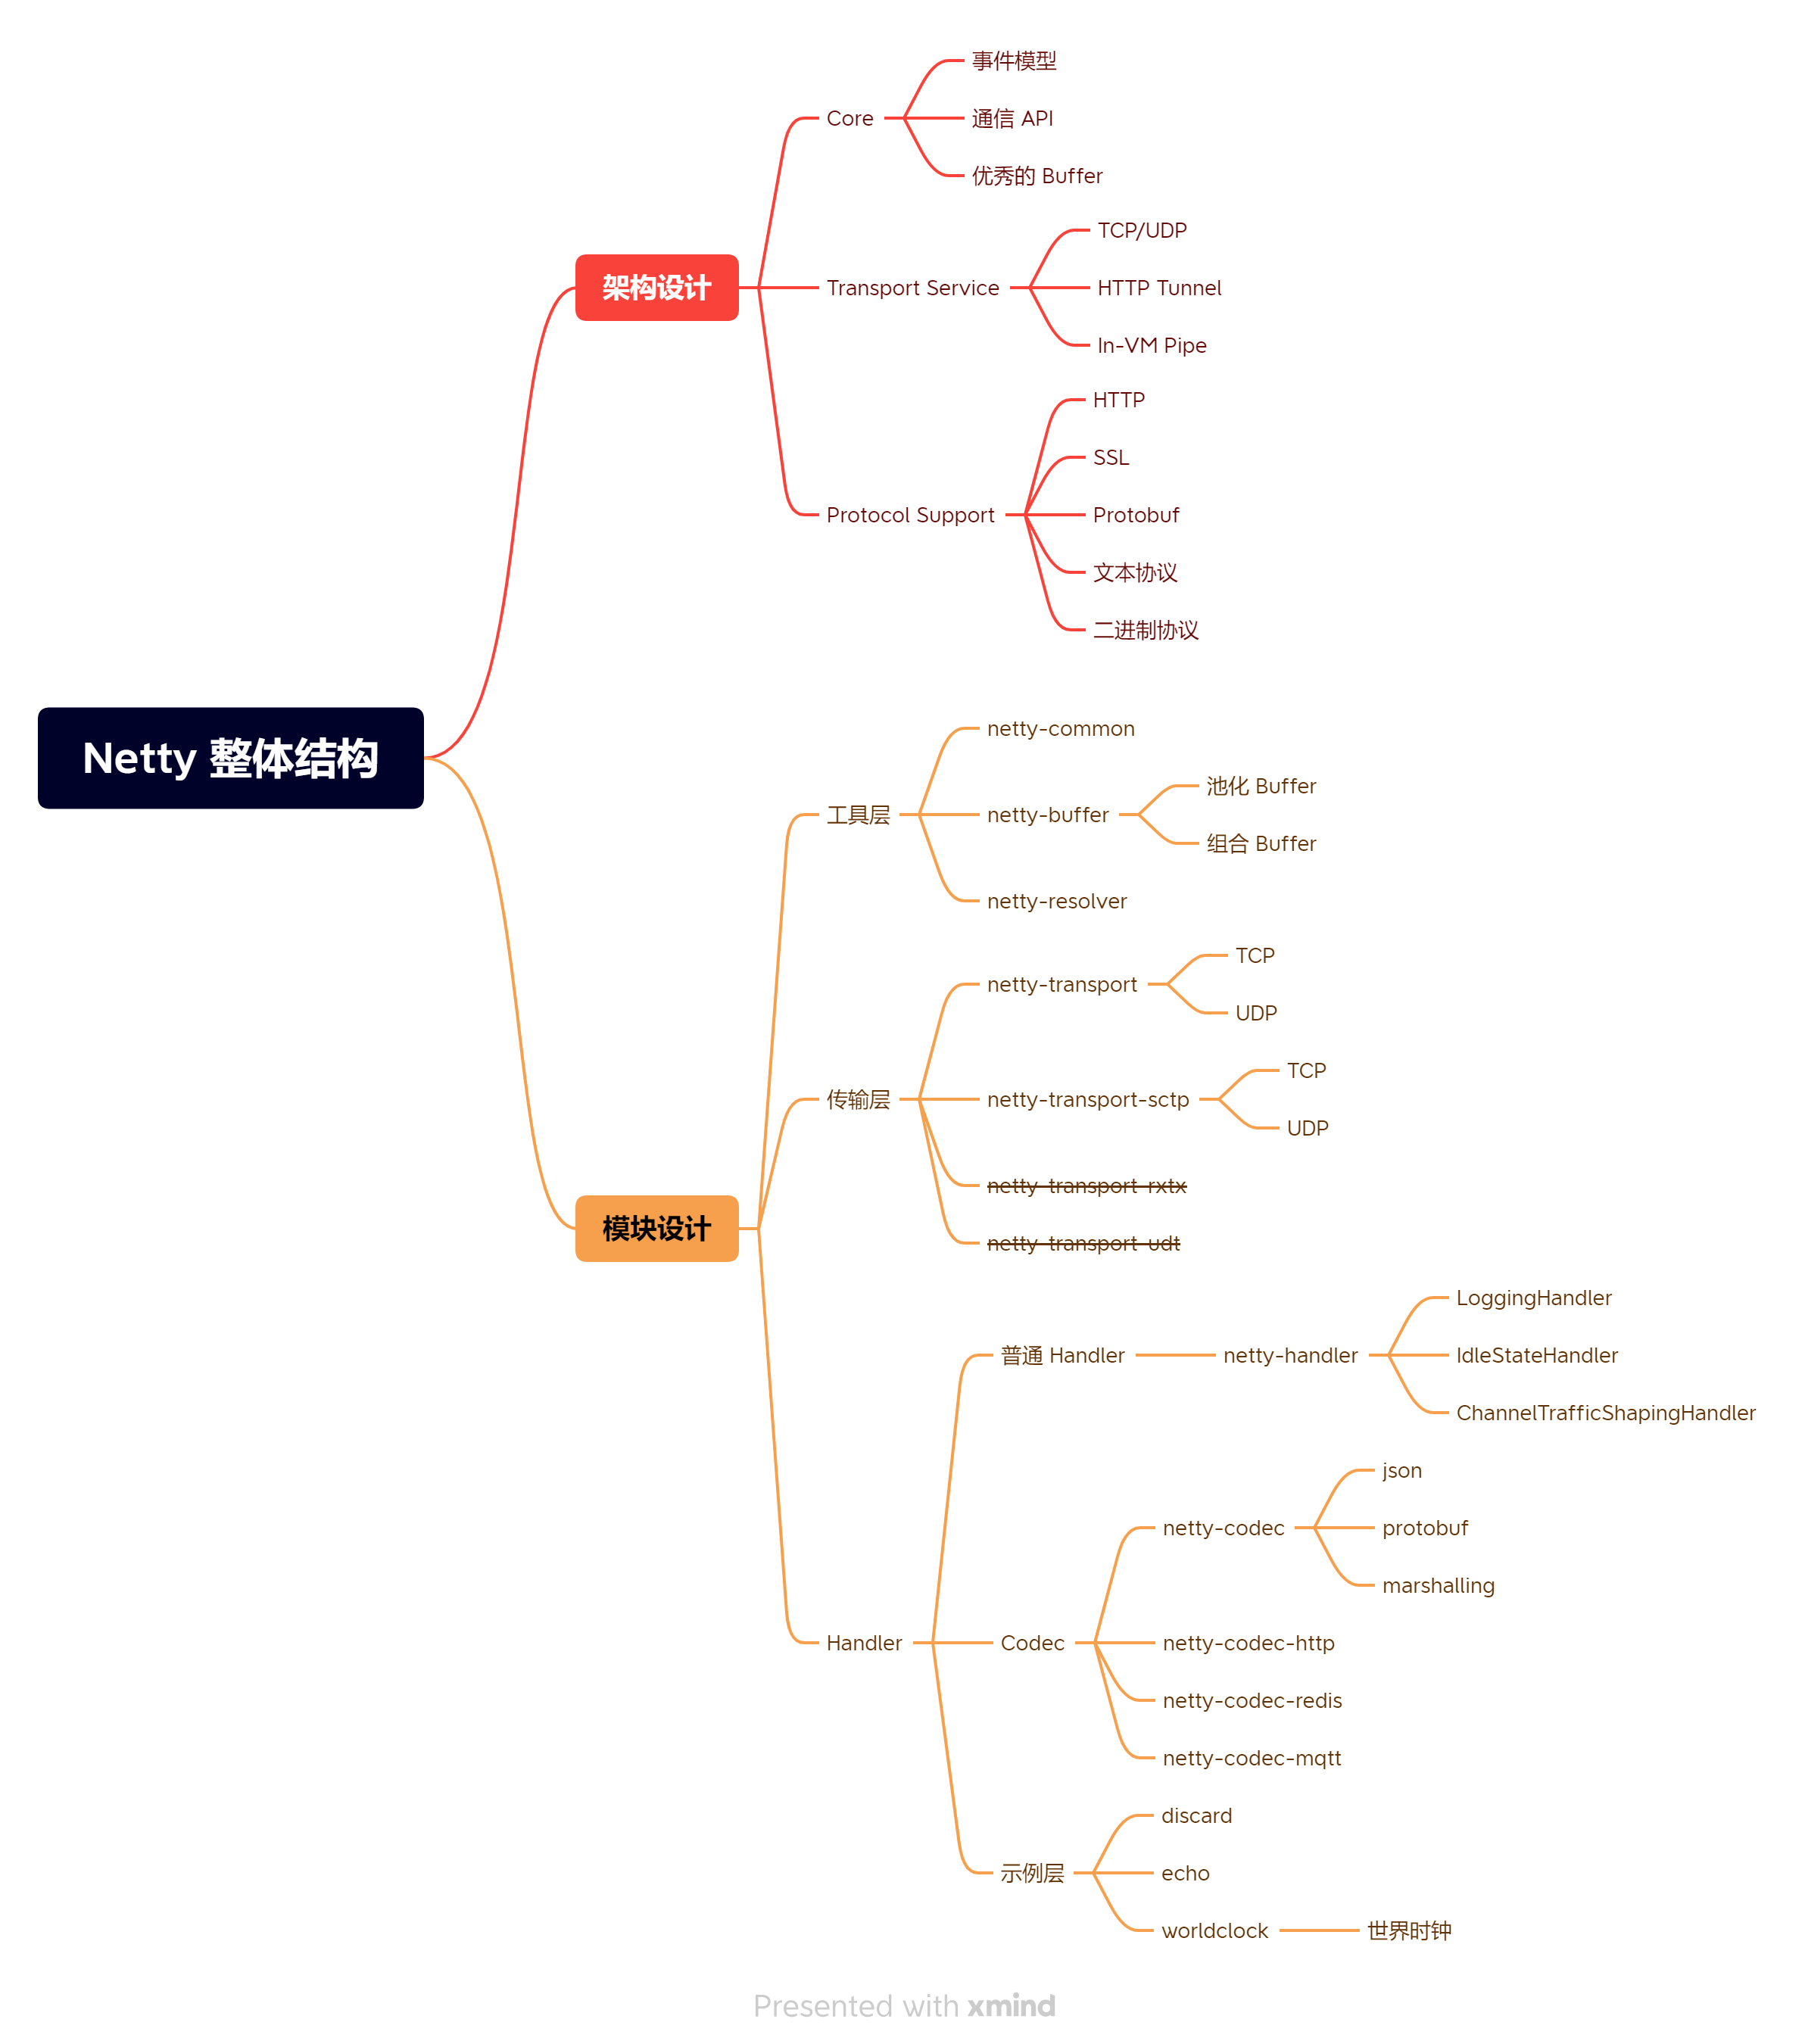 Netty 整体结构
架构设计
Core
事件模型
通信 API
优秀的 Buffer
Transport Service
TCP/UDP
HTTP Tunnel
In-VM Pipe
Protocol Support
HTTP
SSL
Protobuf
文本协议
二进制协议
模块设计
工具层
netty-common
netty-buffer
池化 Buffer
组合 Buffer
netty-resolver
传输层
netty-transport
TCP
UDP
netty-transport-sctp
TCP
UDP
netty-transport-rxtx
netty-transport-udt
Handler
普通 Handler
netty-handler
LoggingHandler
IdleStateHandler
ChannelTrafficShapingHandler
Codec
netty-codec
json
protobuf
marshalling
netty-codec-http
netty-codec-redis
netty-codec-mqtt
示例层
discard
echo
worldclock
世界时钟
Presented with xmind